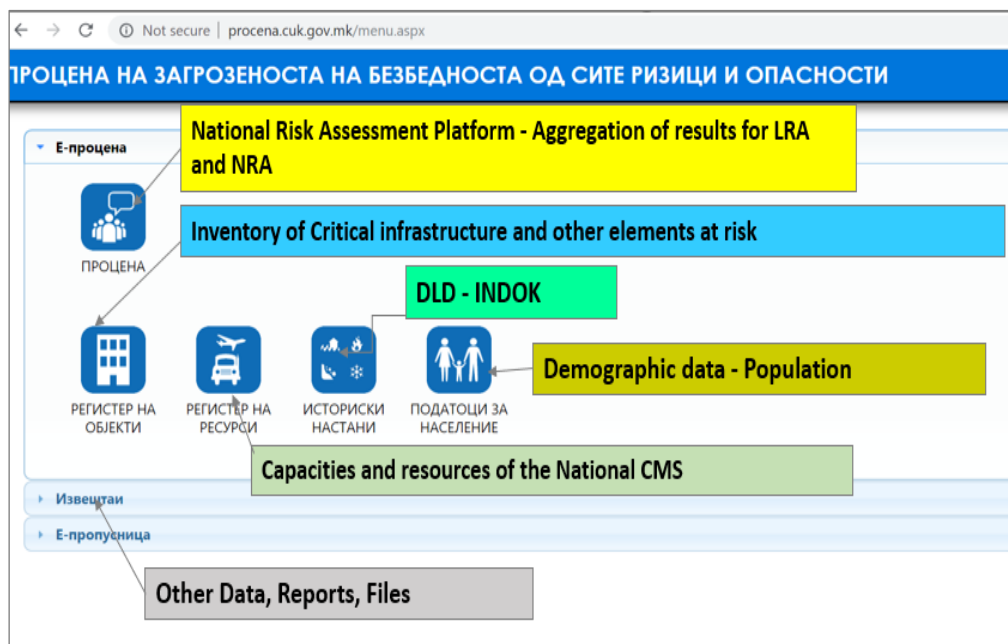 Not secure | procena.cuk.gov.mk/menu.aspx
ПРОЦЕНА НА ЗАГРОЗЕНОСТА НА БЕЗБЕДНОСТА ОД СИТЕ РИЗИЦИ И ОПАСНОСТИ
Е-процена
National Risk Assessment Platform - Aggregation of results for LRA
and NRA
ПРОЦЕНА
Inventory of Critical infrastructure and other elements at risk
DLD - INDOK
Demographic data - Population
РЕГИСТЕР НА
ОБЈЕКТИ
РЕГИСТЕР НА
РЕСУРСИ
ИСТОРИСКИ
НАСТАНИ
ПОДАТОЦИ ЗА
НАСЕЛЕНИЕ
Capacities and resources of the National CMS
Извештаи
Е-пропусница
Other Data, Reports, Files